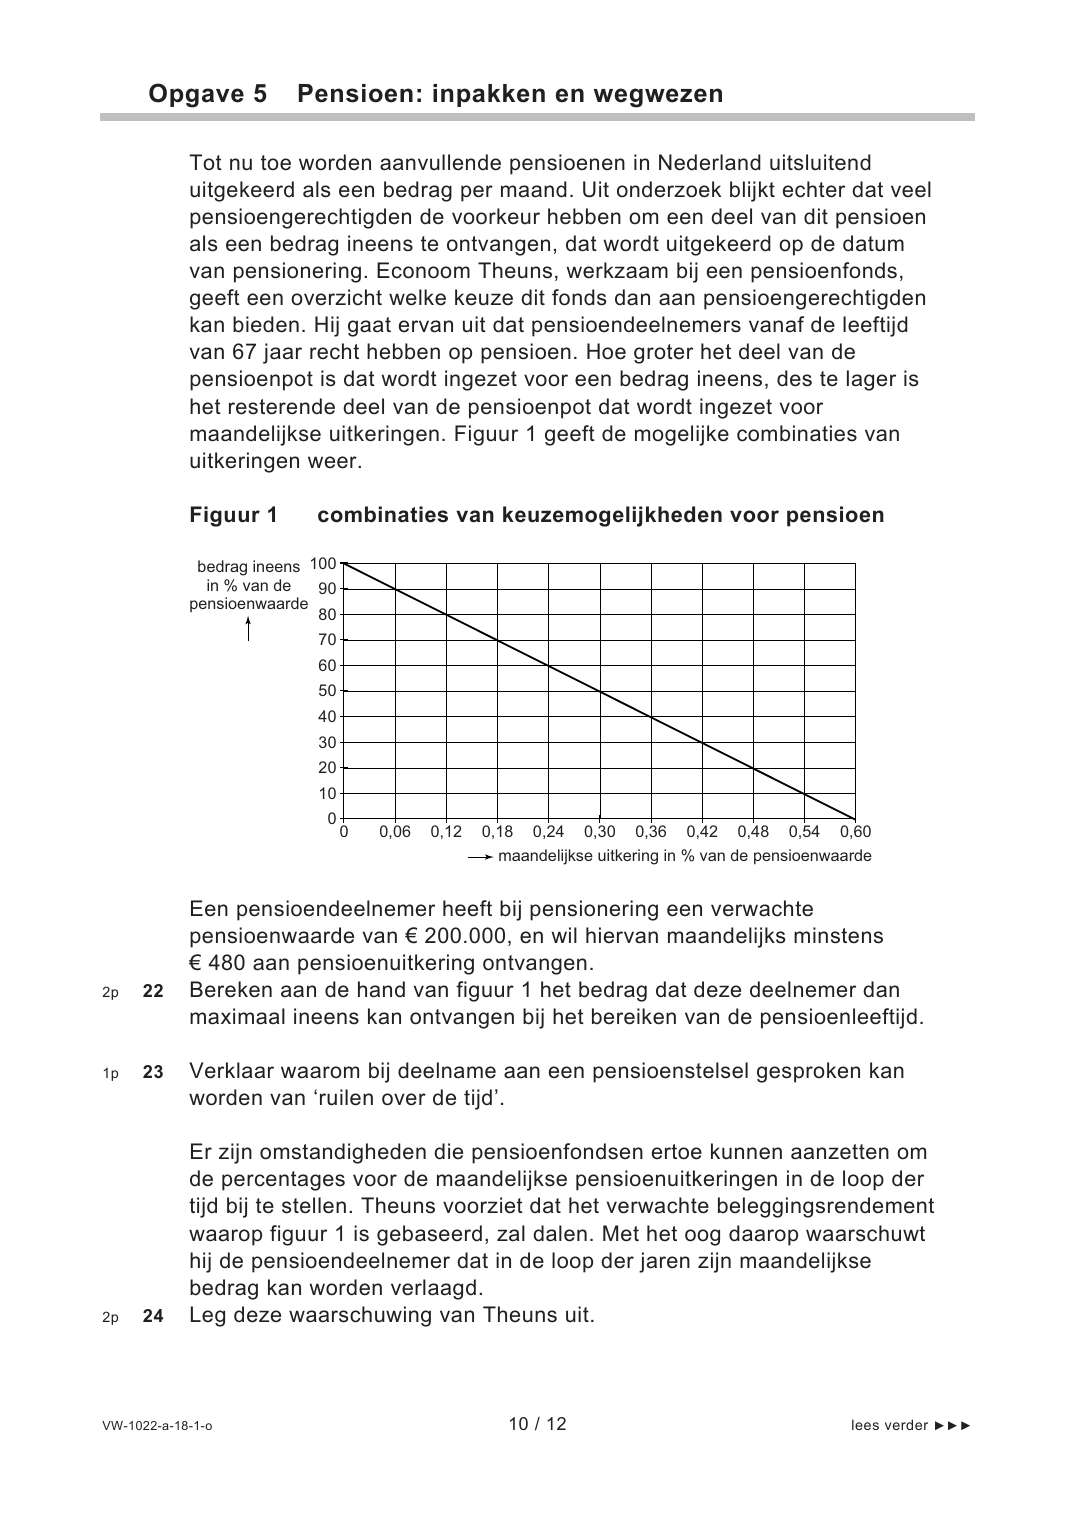 Opgave 5 Pensioen: inpakken en wegwezen
Tot nu toe worden aanvullende pensioenen in Nederland uitsluitend
uitgekeerd als een bedrag per maand. Uit onderzoek blijkt echter dat veel
pensioengerechtigden de voorkeur hebben om een deel van dit pensioen
als een bedrag ineens te ontvangen, dat wordt uitgekeerd op de datum
van pensionering. Econoom Theuns, werkzaam bij een pensioenfonds,
geeft een overzicht welke keuze dit fonds dan aan pensioengerechtigden
kan bieden. Hij gaat ervan uit dat pensioendeelnemers vanaf de leeftijd
van 67 jaar recht hebben op pensioen. Hoe groter het deel van de
pensioenpot is dat wordt ingezet voor een bedrag ineens, des te lager is
het resterende deel van de pensioenpot dat wordt ingezet voor
maandelijkse uitkeringen. Figuur 1 geeft de mogelijke combinaties van
uitkeringen weer.
Figuur 1 combinaties van keuzemogelijkheden voor pensioen
bedrag ineens
in % van de
pensioenwaarde
100
90
80
70
60
50
40
30
20
10
0
0 0,06 0,12 0,18 0,24 0,30 0,36 0,42 0,48 0,54 0,60
maandelijkse uitkering in % van de pensioenwaarde
Een pensioendeelnemer heeft bij pensionering een verwachte
pensioenwaarde van € 200.000, en wil hiervan maandelijks minstens
€ 480 aan pensioenuitkering ontvangen.
2p 22 Bereken aan de hand van figuur 1 het bedrag dat deze deelnemer dan
maximaal ineens kan ontvangen bij het bereiken van de pensioenleeftijd.
1p 23 Verklaar waarom bij deelname aan een pensioenstelsel gesproken kan
worden van ‘ruilen over de tijd’.
Er zijn omstandigheden die pensioenfondsen ertoe kunnen aanzetten om
de percentages voor de maandelijkse pensioenuitkeringen in de loop der
tijd bij te stellen. Theuns voorziet dat het verwachte beleggingsrendement
waarop figuur 1 is gebaseerd, zal dalen. Met het oog daarop waarschuwt
hij de pensioendeelnemer dat in de loop der jaren zijn maandelijkse
bedrag kan worden verlaagd.
2p 24 Leg deze waarschuwing van Theuns uit.
VW-1022-a-18-1-o 10 / 12 lees verder ►►►